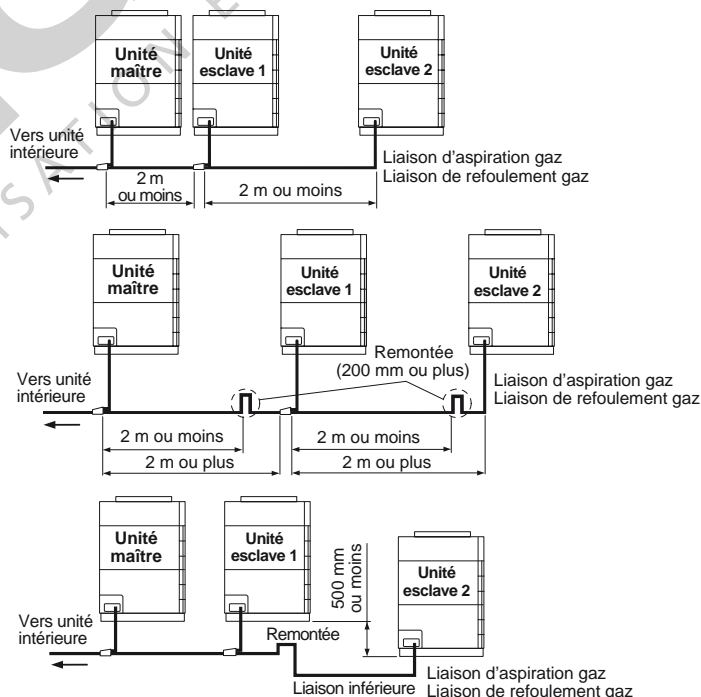 Unité
maître
Unité
esclave 1
Unité
esclave 2
Vers unité
intérieure
2 m
ou moins
2 m ou moins
Liaison d'aspiration gaz
Liaison de refoulement gaz
Unité
maître
Unité
esclave 1
Unité
esclave 2
Remontée
(200 mm ou plus)
Vers unité
intérieure
Liaison d'aspiration gaz
Liaison de refoulement gaz
2 m ou moins
2 m ou moins
2 m ou plus
2 m ou plus
Unité
maître
Unité
esclave 1
500 mm
ou moins
Unité
esclave 2
Vers unité
intérieure
Remontée
Liaison inférieure
Liaison d'aspiration gaz
Liaison de refoulement gaz